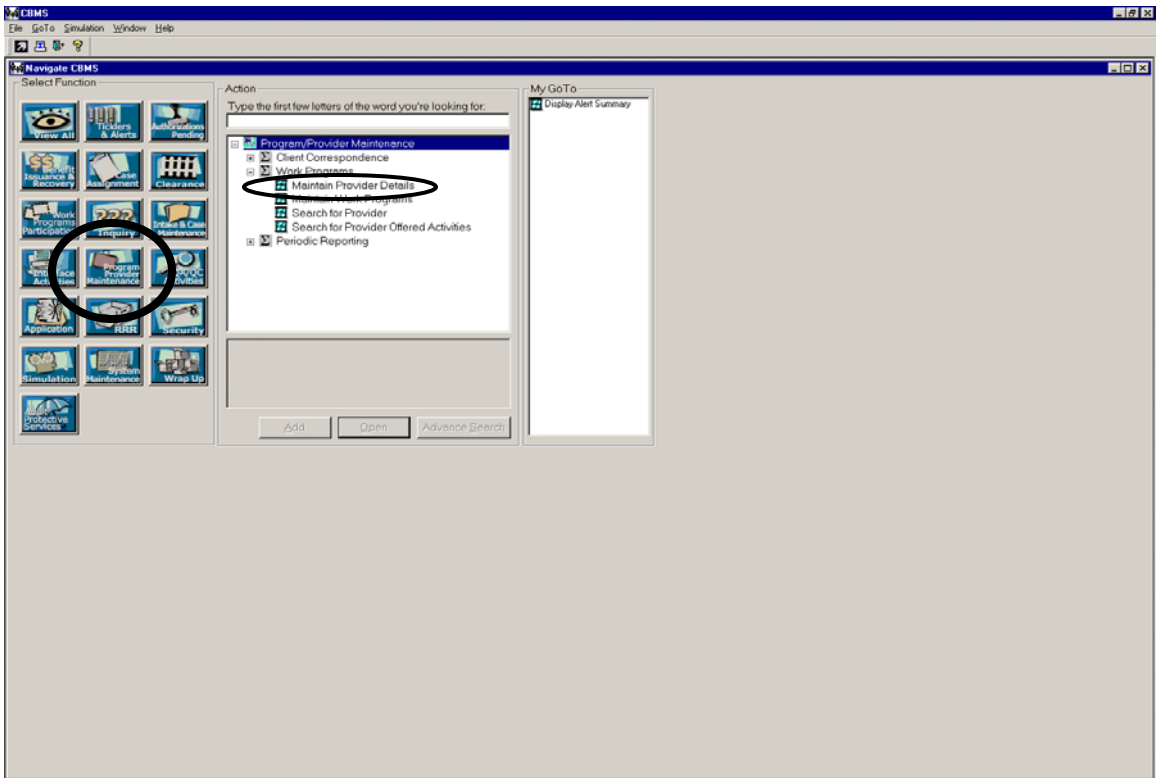 CBMS
File GoTo Simulation Window Help
Navigate CBMS
Select Function
View All
Ticklers
& Alerts
Authorizations
Pending
Benefit
Issuance &
Recovery
Case
Assignment
Clearance
Work
Programs
Participation
Inquiry
Intake & Case
Maintenance
Interface
Activities
Program
Provider
Maintenance
Activities
Application
RRR
Security
Simulation
System
Maintenance
Wrap Up
Adult
Protective
Services
Action
Type the first few letters of the word you're looking for:
Program/Provider Maintenance
Client Correspondence
Work Programs
Maintain Provider Details
Maintain Work Programs
Search for Provider
Search for Provider Offered Activities
Periodic Reporting
Add
Open
Advance Search
My GoTo
Display Alert Summary